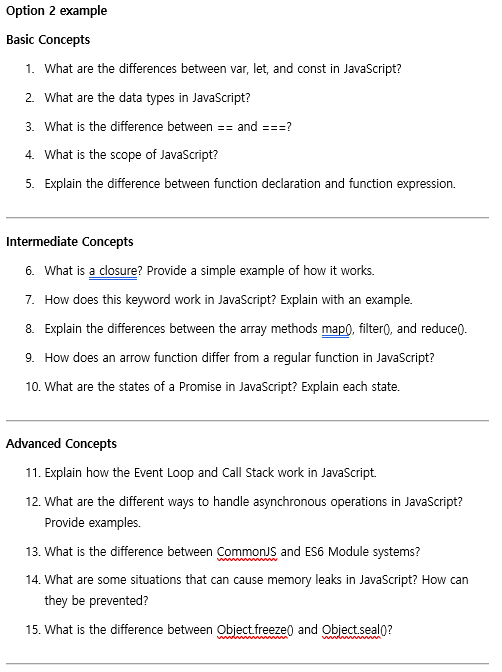 Option 2 example
Basic Concepts
1. What are the differences between var, let, and const in JavaScript?
2. What are the data types in JavaScript?
3. What is the difference between == and ===?
4. What is the scope of JavaScript?
5. Explain the difference between function declaration and function expression.
Intermediate Concepts
6. What is a closure? Provide a simple example of how it works.
7. How does this keyword work in JavaScript? Explain with an example.
8. Explain the differences between the array methods map(), filter(), and reduce().
9. How does an arrow function differ from a regular function in JavaScript?
10. What are the states of a Promise in JavaScript? Explain each state.
Advanced Concepts
11. Explain how the Event Loop and Call Stack work in JavaScript.
12. What are the different ways to handle asynchronous operations in JavaScript?
Provide examples.
13. What is the difference between CommonJS and ES6 Module systems?
14. What are some situations that can cause memory leaks in JavaScript? How can
they be prevented?
15. What is the difference between Object.freeze() and Object.seal()?